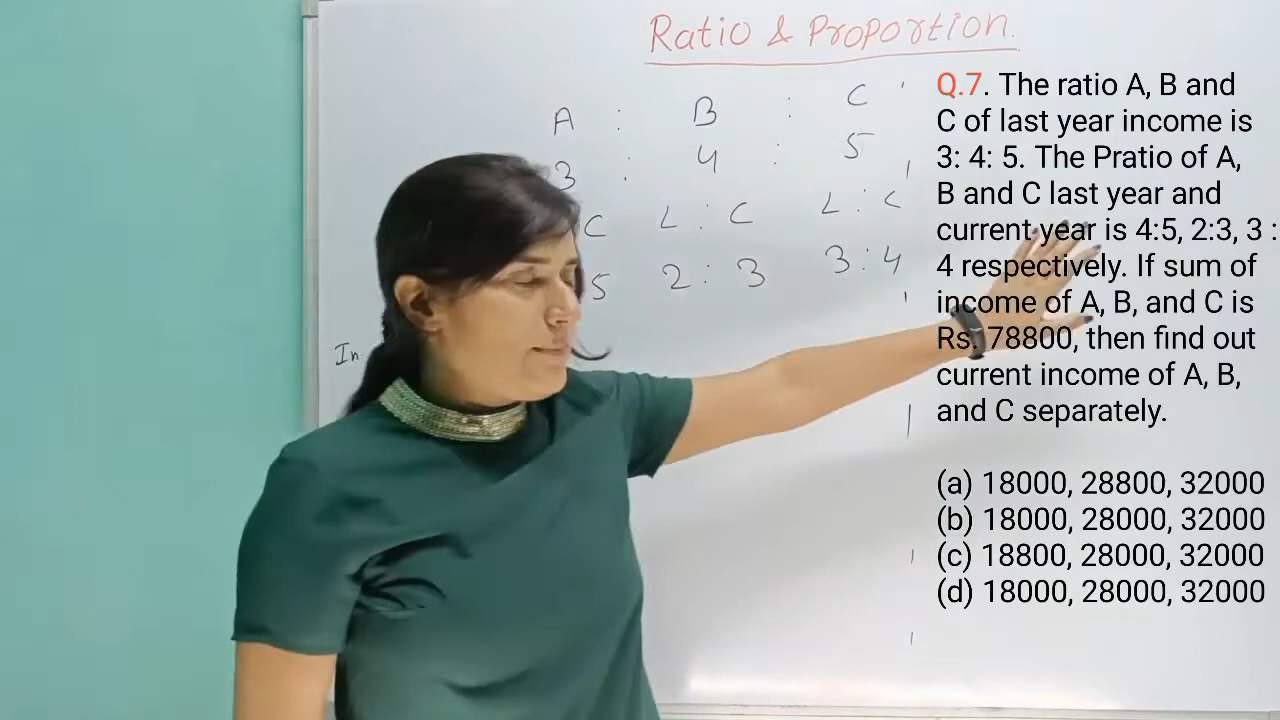 Ratio & Proportion.
A : B : C
3 : 4 : 5
C L : C L : C
5 2 : 3 3 : 4
In.
Q.7. The ratio A, B and
C of last year income is
3: 4: 5. The Pratio of A,
B and C last year and
current year is 4:5, 2:3, 3 :
4 respectively. If sum of
income of A, B, and C is
Rs. 78800, then find out
current income of A, B,
and C separately.
(a) 18000, 28800, 32000
(b) 18000, 28000, 32000
(c) 18800, 28000, 32000
(d) 18000, 28000, 32000